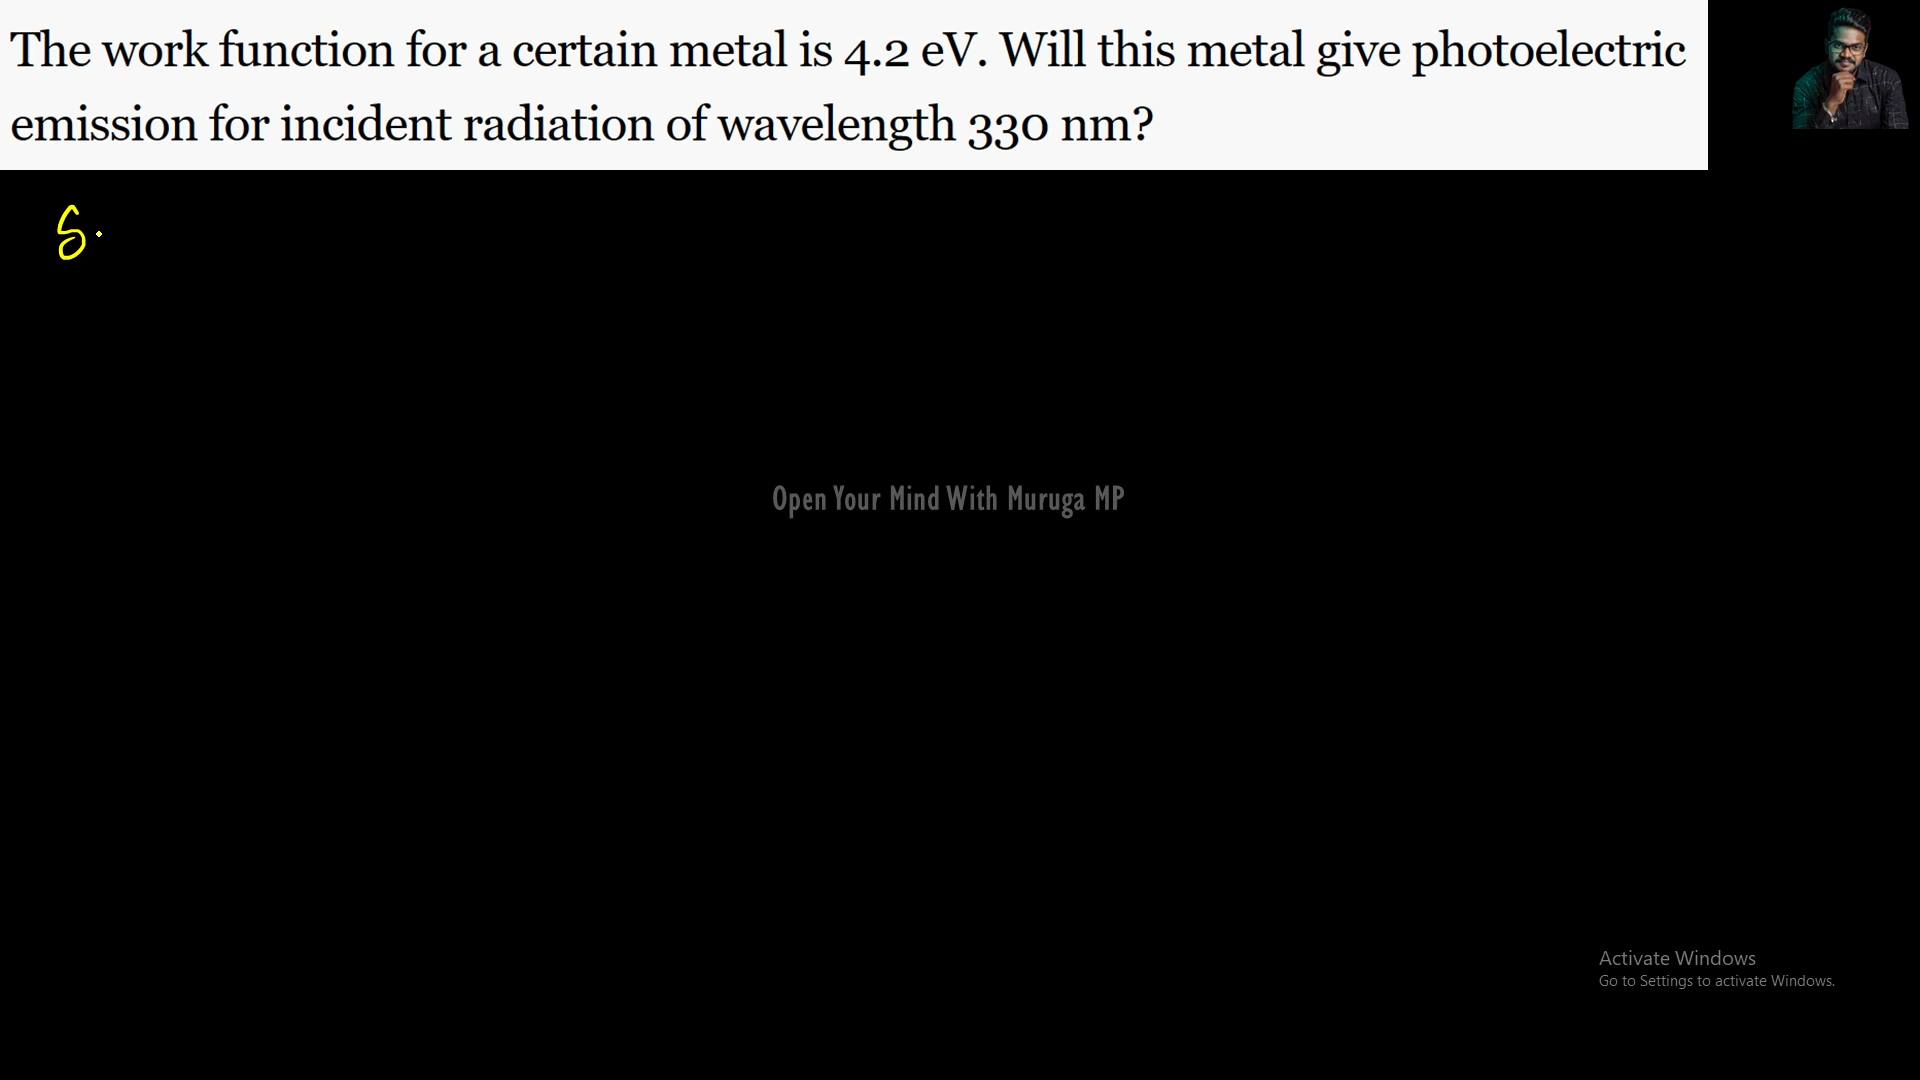 The work function for a certain metal is 4.2 eV. Will this metal give photoelectric
emission for incident radiation of wavelength 330 nm?
Open Your Mind With Muruga MP
Activate Windows
Go to Settings to activate Windows.